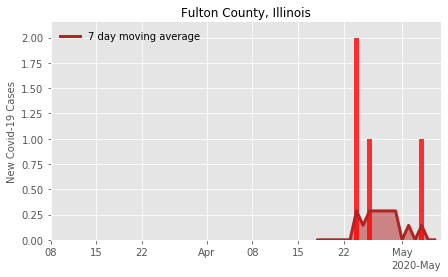 Fulton County, Illinois
7 day moving average
New Covid-19 Cases
2.00
1.75
1.50
1.25
1.00
0.75
0.50
0.25
0.00
08 15 22 Apr 08 15 22 May
2020-May